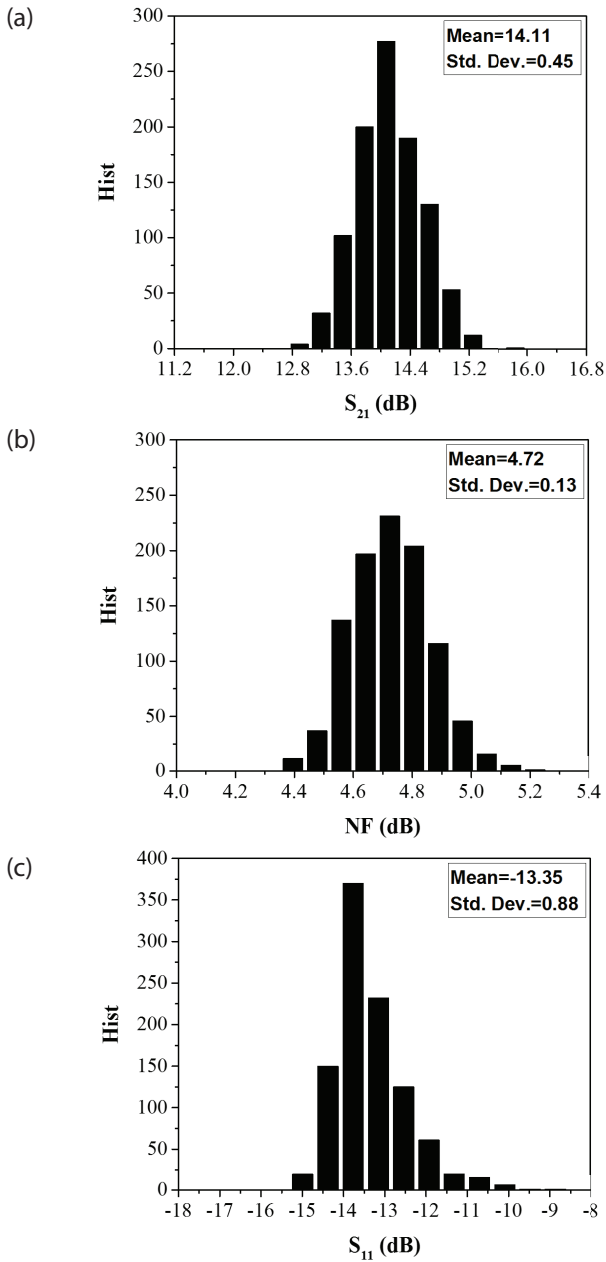 (a)
300
250
200
150
100
50
0
Hist
Mean=14.11
Std. Dev.=0.45
11.2 12.0 12.8 13.6 14.4 15.2 16.0 16.8
S21 (dB)
(b)
300
250
200
150
100
50
0
Hist
Mean=4.72
Std. Dev.=0.13
4.0 4.2 4.4 4.6 4.8 5.0 5.2 5.4
NF (dB)
(c)
400
350
300
250
200
150
100
50
0
Hist
Mean=-13.35
Std. Dev.=0.88
-18 -17 -16 -15 -14 -13 -12 -11 -10 -9 -8
S11 (dB)